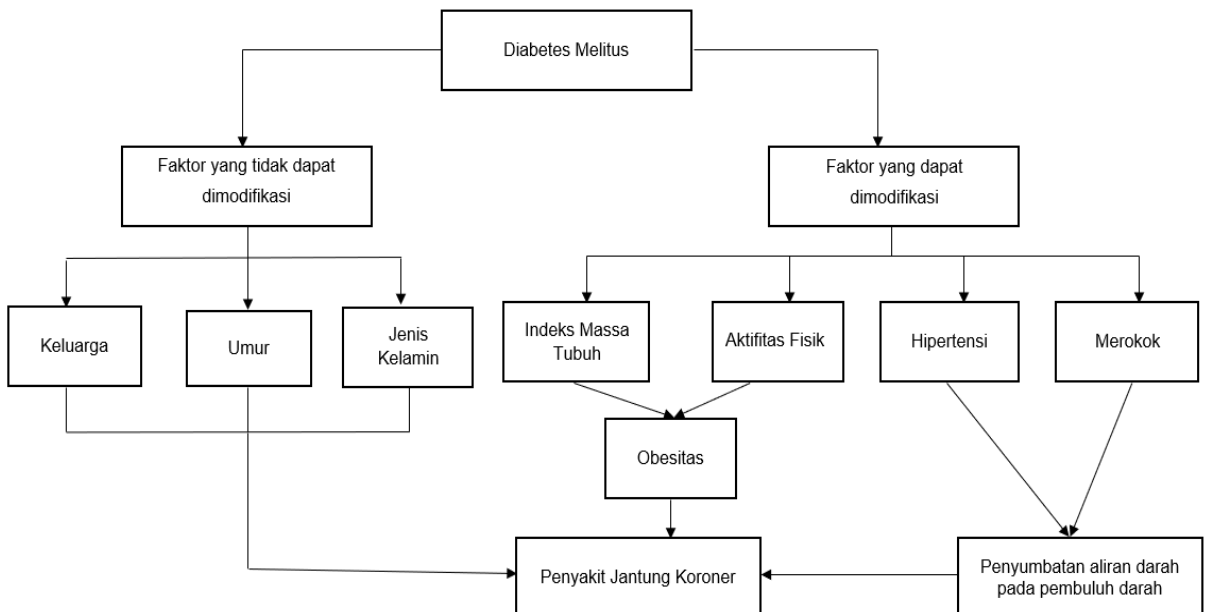 Diabetes Melitus
Faktor yang tidak dapat
dimodifikasi
Faktor yang dapat
dimodifikasi
Keluarga
Umur
Jenis
Kelamin
Indeks Massa
Tubuh
Aktifitas Fisik
Hipertensi
Merokok
Obesitas
Penyakit Jantung Koroner
Penyumbatan aliran darah
pada pembuluh darah